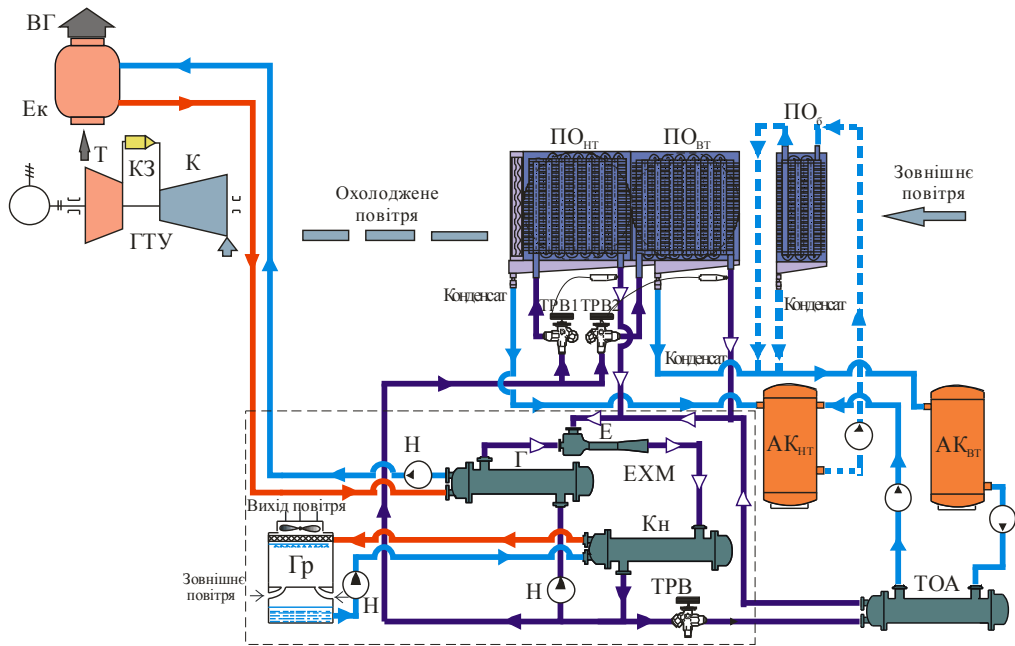 ВГ
Ек
Т
КЗ
К
ГТУ
Охолоджене
повітря
ПОнт
ПОвт
ПОб
Зовнішнє
повітря
Конденсат
ТРВ1
ТРВ2
Конденсат
Конденсат
АКнт
АКвт
Н
Г
Е
ЕХМ
Вихід повітря
Гр
Кн
Зовнішнє
повітря
Н
Н
ТРВ
ТОА